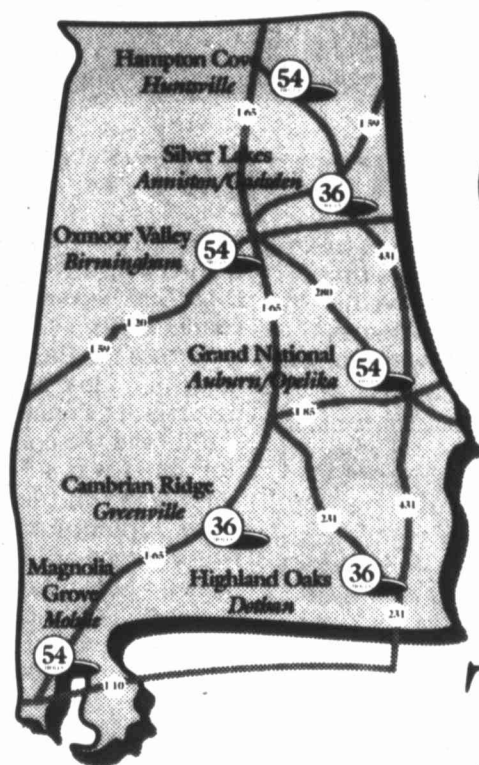 Hampton Cove
Huntsville
54
I 65
I 59
Silver Lakes
Anniston/Gadsden
36
Oxmoor Valley
Birmingham
54
431
280
I 65
I 20
I 59
Grand National
Auburn/Opelika
54
I 85
Cambrian Ridge
Greenville
36
231
431
I 65
Magnolia
Grove
Mobile
54
Highland Oaks
Dothan
36
231
I 10